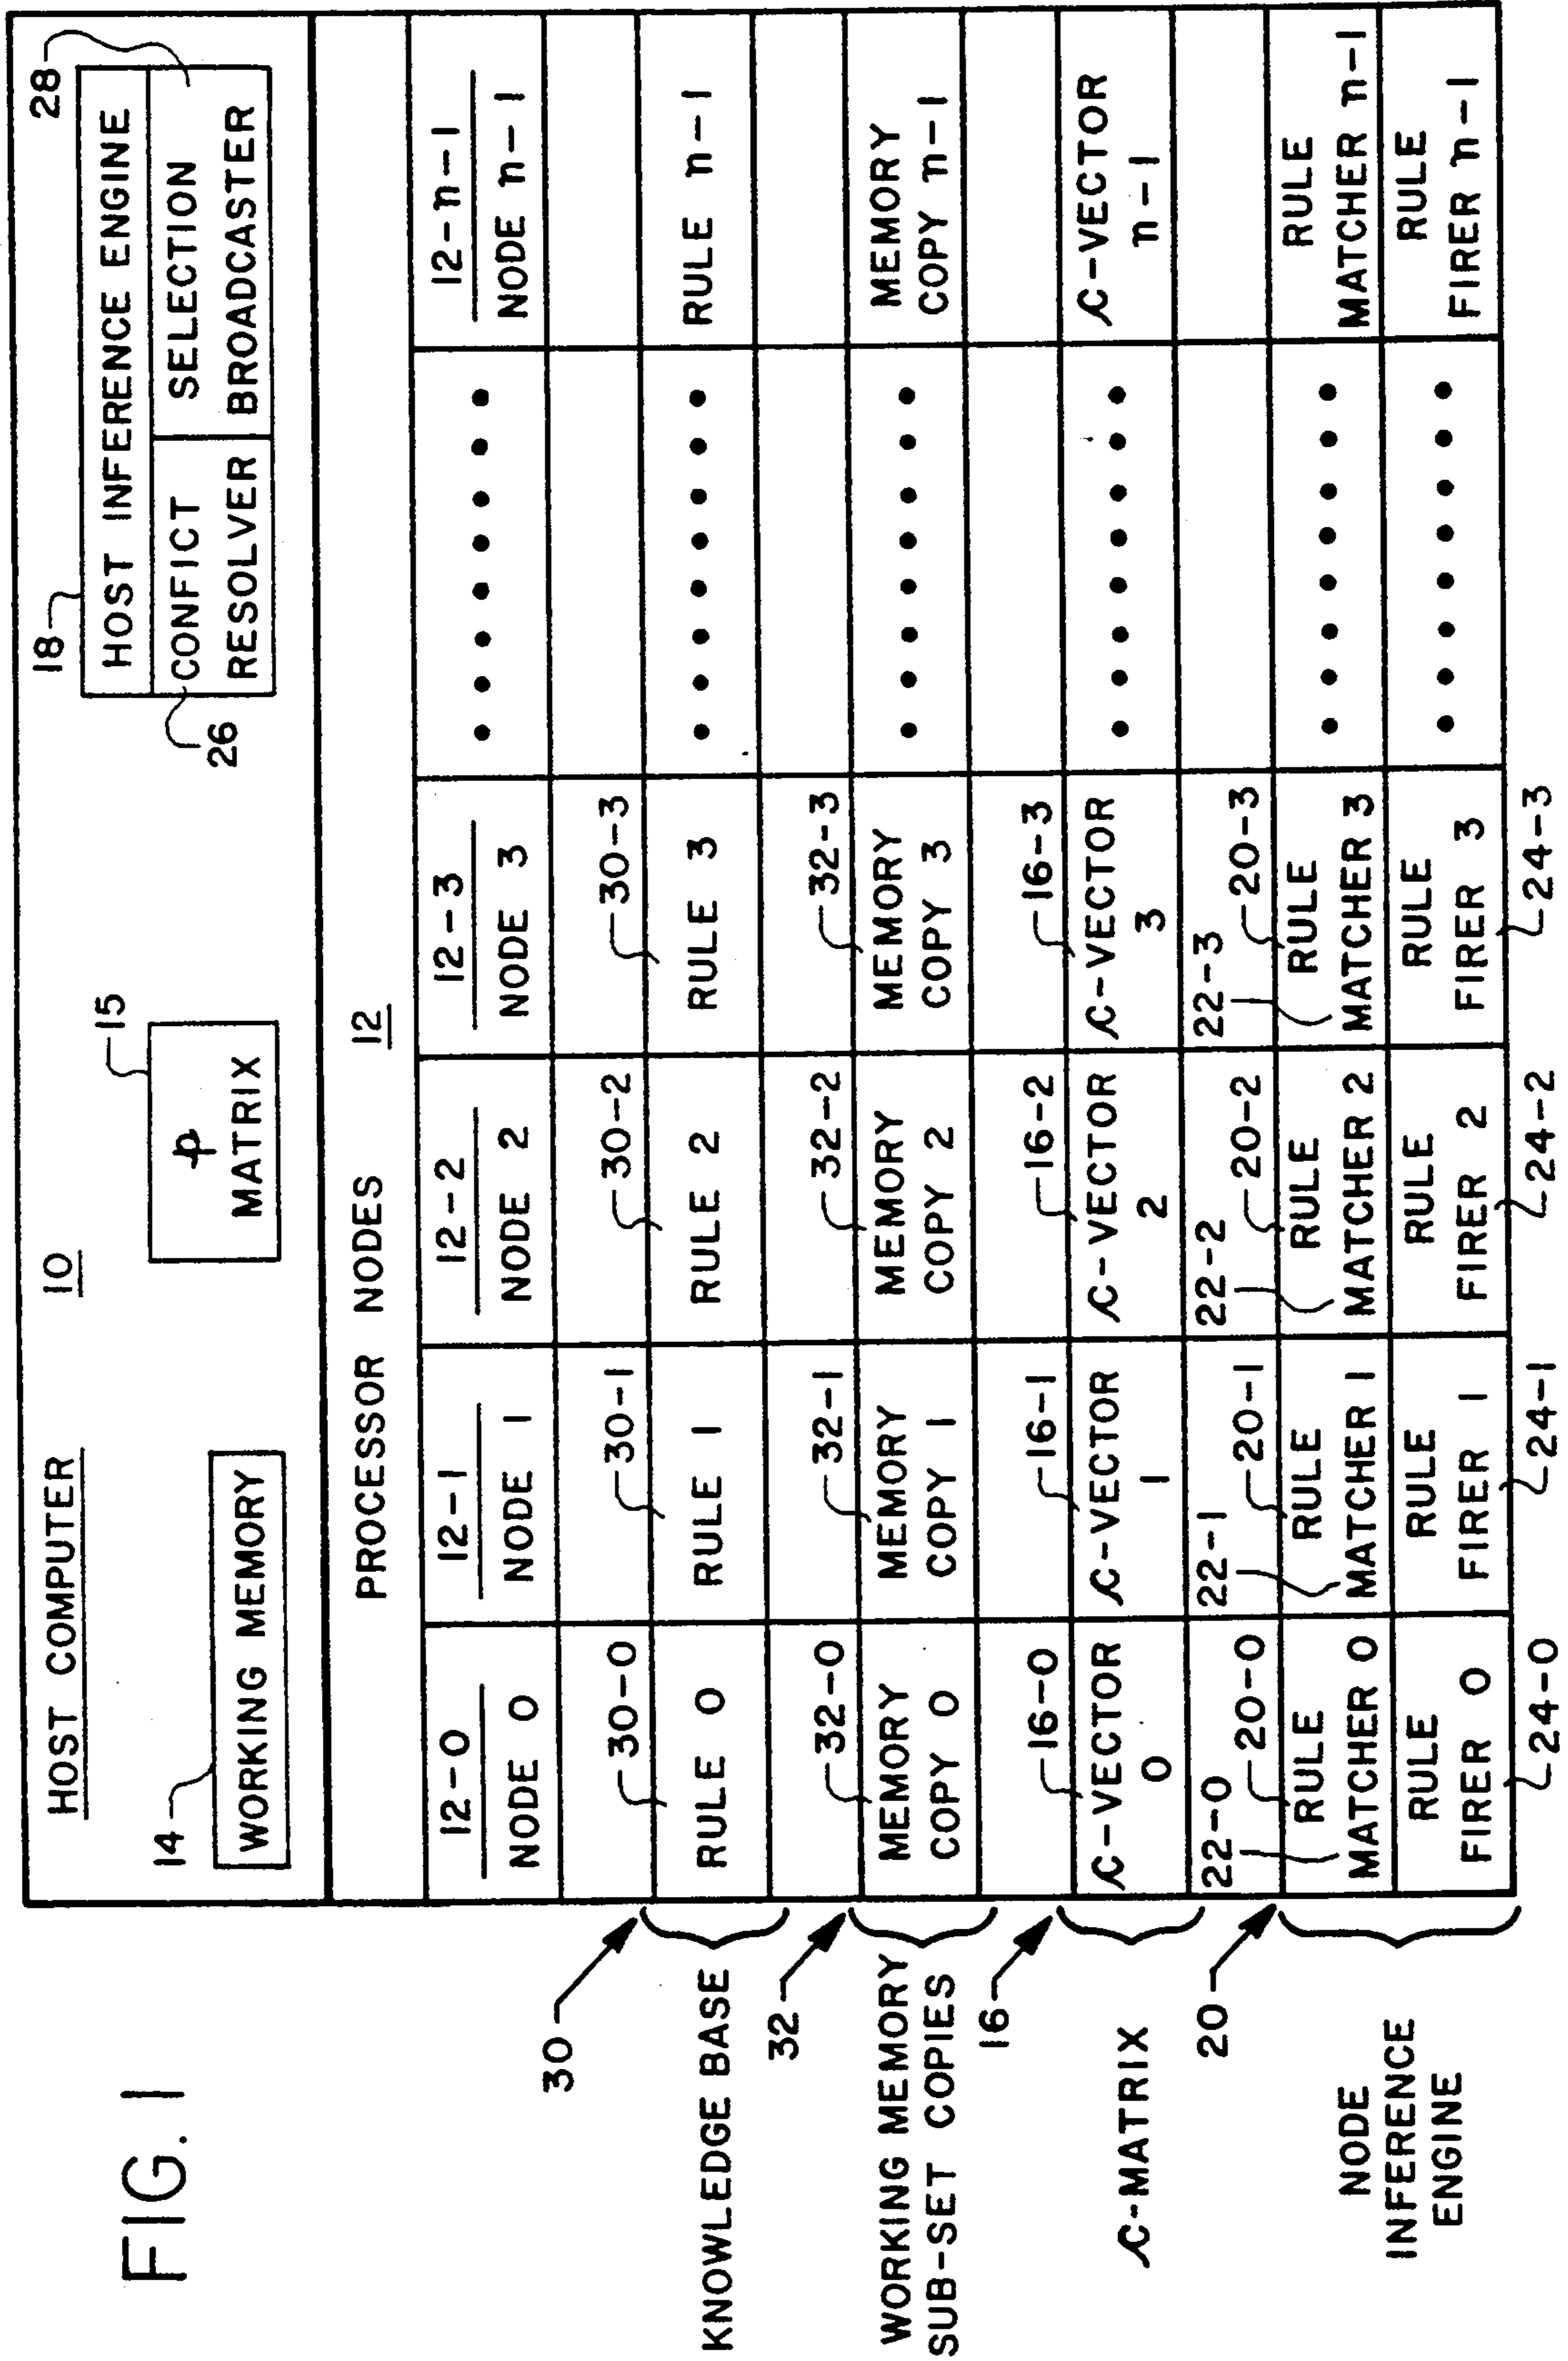 FIG. 1
HOST COMPUTER
10
14
WORKING MEMORY
15
p
MATRIX
18
28
HOST INFERENCE ENGINE
CONFICT
RESOLVER
SELECTION
BROADCASTER
26
PROCESSOR NODES 12
12-0
NODE 0
12-1
NODE 1
12-2
NODE 2
12-3
NODE 3
12-n-1
NODE n-1
30
KNOWLEDGE BASE
30-0
30-1
30-2
30-3
RULE 0
RULE 1
RULE 2
RULE 3
RULE n-1
32
WORKING MEMORY
SUB-SET COPIES
32-0
32-1
32-2
32-3
MEMORY
COPY 0
MEMORY
COPY 1
MEMORY
COPY 2
MEMORY
COPY 3
MEMORY
COPY n-1
16
C-MATRIX
16-0
16-1
16-2
16-3
C-VECTOR
0
C-VECTOR
1
C-VECTOR
2
C-VECTOR
3
C-VECTOR
n-1
20
NODE
INFERENCE
ENGINE
22-0
20-0
22-1
20-1
22-2
20-2
22-3
20-3
RULE
MATCHER 0
RULE
MATCHER 1
RULE
MATCHER 2
RULE
MATCHER 3
RULE
MATCHER n-1
RULE
FIRER 0
RULE
FIRER 1
RULE
FIRER 2
RULE
FIRER 3
RULE
FIRER n-1
24-0
24-1
24-2
24-3